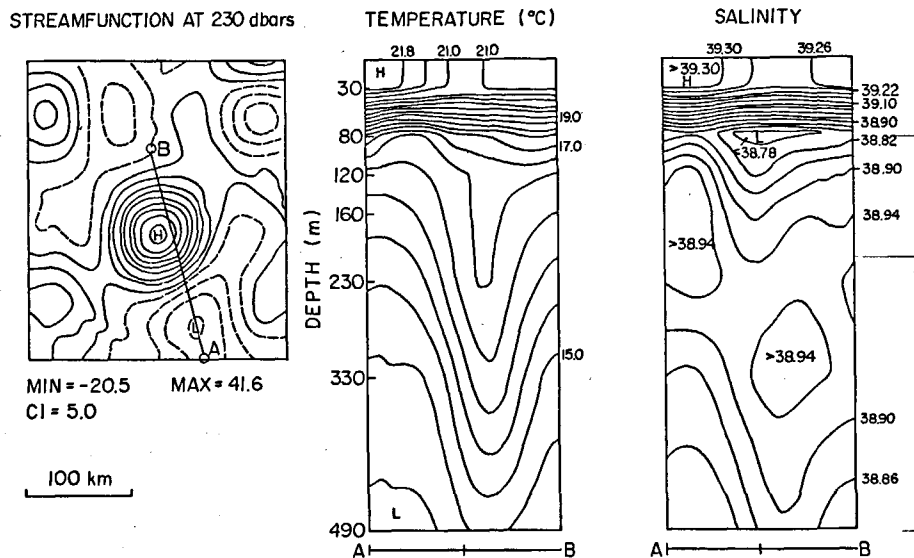 STREAMFUNCTION AT 230 dbars
B
H
L
A
MIN = -20.5 MAX = 41.6
CI = 5.0
100 km
TEMPERATURE (°C)
21.8 21.0 21.0
H
30
80
120
160
230
330
490
DEPTH (m)
19.0
17.0
15.0
L
A B
SALINITY
39.30 39.26
>39.30
H
39.22
39.10
38.90
38.82
38.90
38.94
L
<38.78
>38.94
>38.94
38.90
38.86
A B